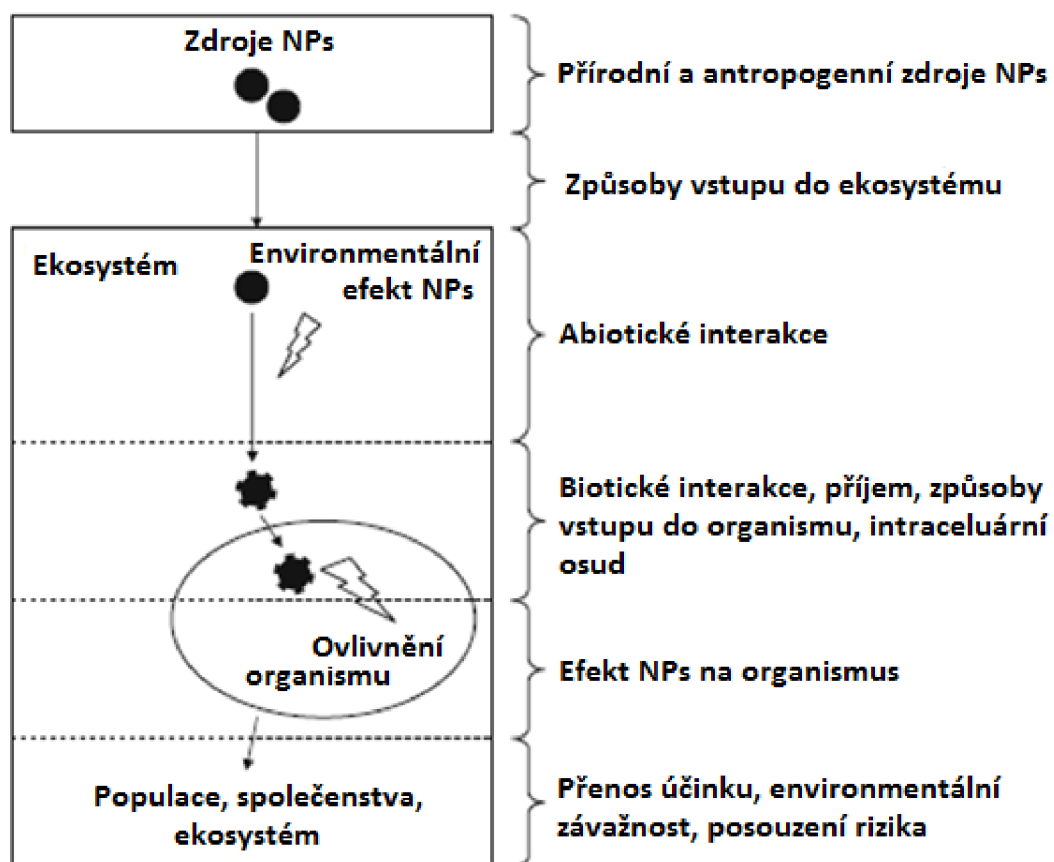 Zdroje NPs
Přírodní a antropogenní zdroje NPs
Způsoby vstupu do ekosystému
Ekosystém
Environmentální
efekt NPs
Abiotické interakce
Biotické interakce, příjem, způsoby
vstupu do organismu, intraceluární
osud
Ovlivnění
organismu
Efekt NPs na organismus
Populace, společenstva,
ekosystém
Přenos účinku, environmentální
závažnost, posouzení rizika